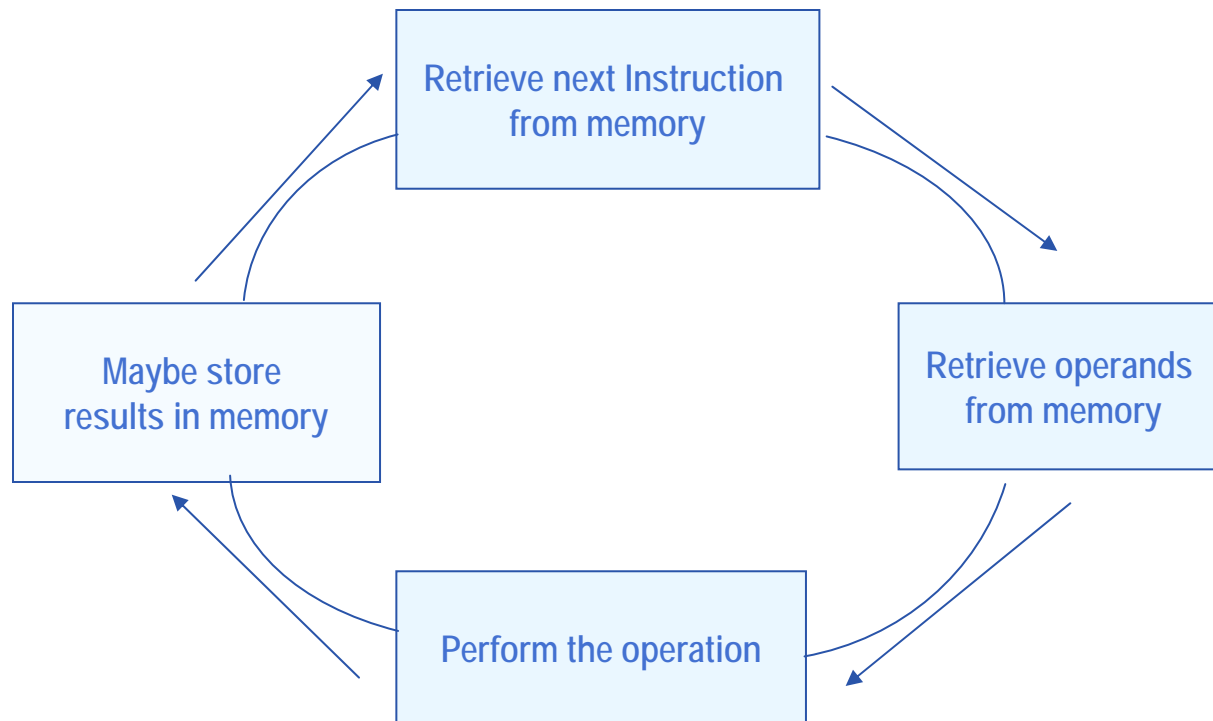 Retrieve next Instruction
from memory
Retrieve operands
from memory
Perform the operation
Maybe store
results in memory